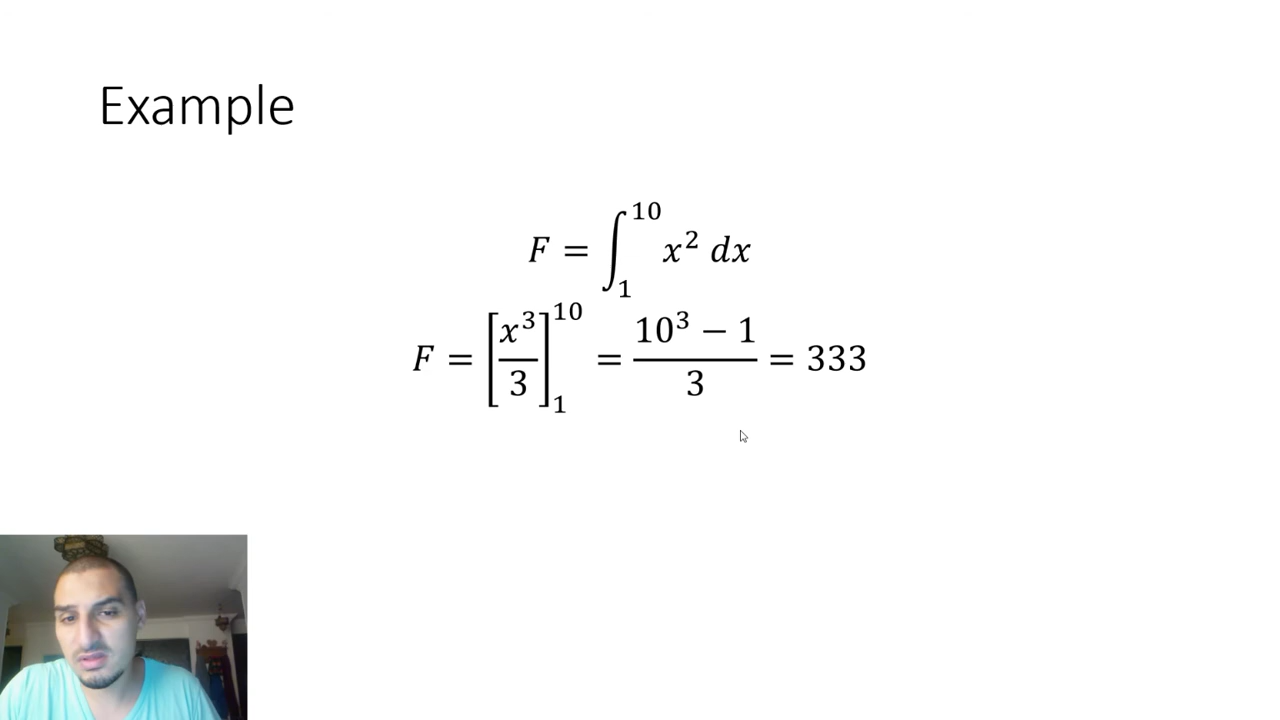 Example
F = ∫₁¹⁰ x² dx
F = [x³/3]₁¹⁰ = (10³ − 1)/3 = 333